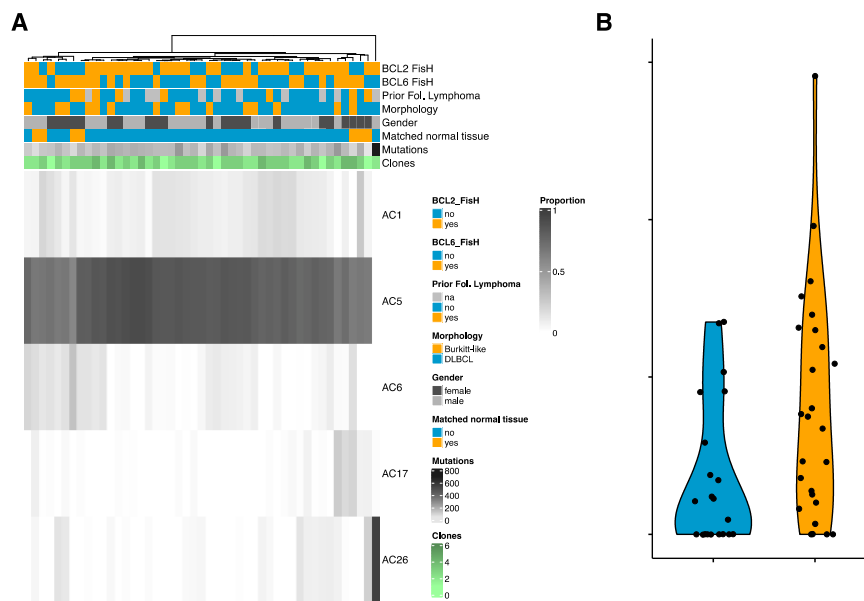 A
B
BCL2 FisH
BCL6 FisH
Prior Fol. Lymphoma
Morphology
Gender
Matched normal tissue
Mutations
Clones
AC1
AC5
AC6
AC17
AC26
BCL2_FisH
no
yes
BCL6_FisH
no
yes
Prior Fol. Lymphoma
na
no
yes
Morphology
Burkitt-like
DLBCL
Gender
female
male
Matched normal tissue
no
yes
Mutations
800
600
400
200
0
Clones
6
4
2
0
Proportion
1
0.5
0